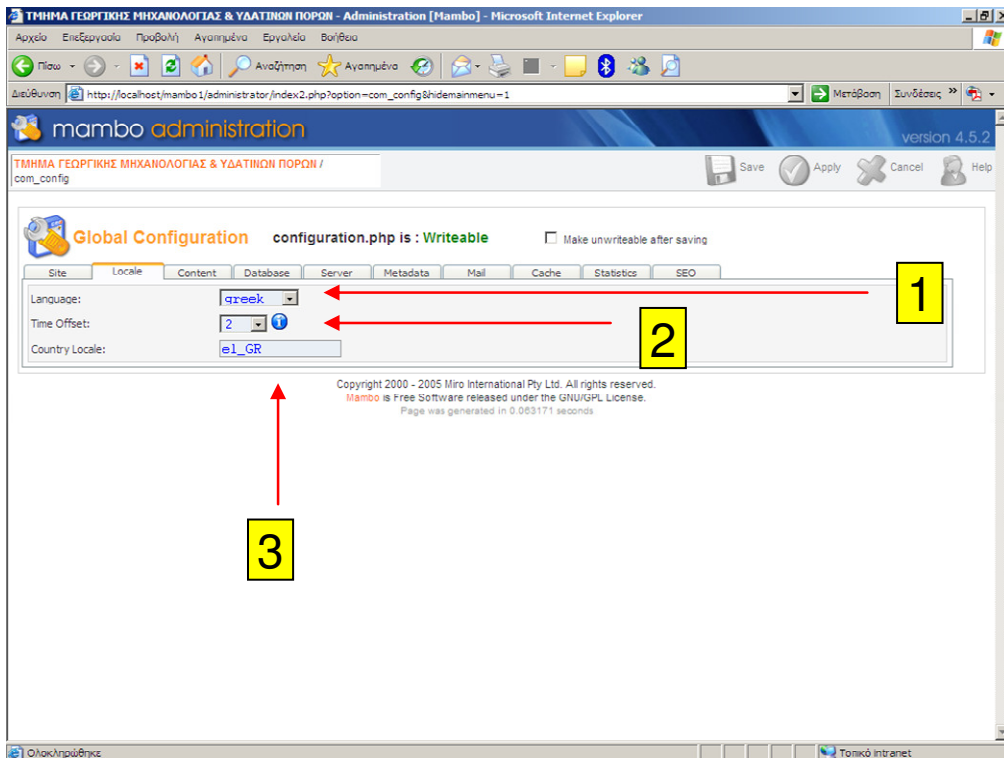 ΤΜΗΜΑ ΓΕΩΡΓΙΚΗΣ ΜΗΧΑΝΟΛΟΓΙΑΣ & ΥΔΑΤΙΝΩΝ ΠΟΡΩΝ - Administration [Mambo] - Microsoft Internet Explorer
Αρχείο Επεξεργασία Προβολή Αγαπημένα Εργαλεία Βοήθεια
Πίσω Αναζήτηση Αγαπημένα
Διεύθυνση http://localhost/mambo1/administrator/index2.php?option=com_config&hidemainmenu=1 Μετάβαση Συνδέσεις »
mambo administration
version 4.5.2
ΤΜΗΜΑ ΓΕΩΡΓΙΚΗΣ ΜΗΧΑΝΟΛΟΓΙΑΣ & ΥΔΑΤΙΝΩΝ ΠΟΡΩΝ /
com_config
Save Apply Cancel Help
Global Configuration configuration.php is : Writeable Make unwriteable after saving
Site Locale Content Database Server Metadata Mail Cache Statistics SEO
Language: greek
1
Time Offset: 2
2
Country Locale: el_GR
Copyright 2000 - 2005 Miro International Pty Ltd. All rights reserved.
Mambo is Free Software released under the GNU/GPL License.
Page was generated in 0.063171 seconds
3
Ολοκληρώθηκε Τοπικό intranet